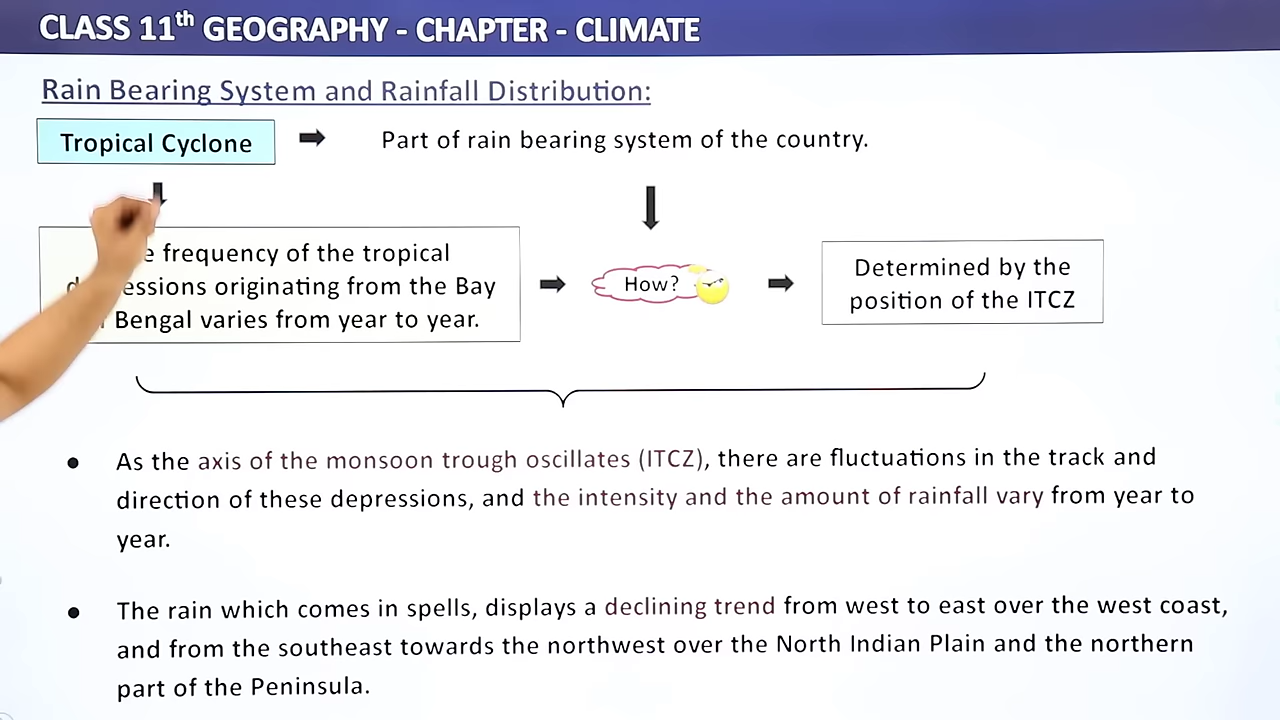 CLASS 11th GEOGRAPHY - CHAPTER - CLIMATE
Rain Bearing System and Rainfall Distribution:
Tropical Cyclone
Part of rain bearing system of the country.
frequency of the tropical
originating from the Bay
Bengal varies from year to year.
How?
Determined by the
position of the ITCZ
As the axis of the monsoon trough oscillates (ITCZ), there are fluctuations in the track and
direction of these depressions, and the intensity and the amount of rainfall vary from year to
year.
The rain which comes in spells, displays a declining trend from west to east over the west coast,
and from the southeast towards the northwest over the North Indian Plain and the northern
part of the Peninsula.